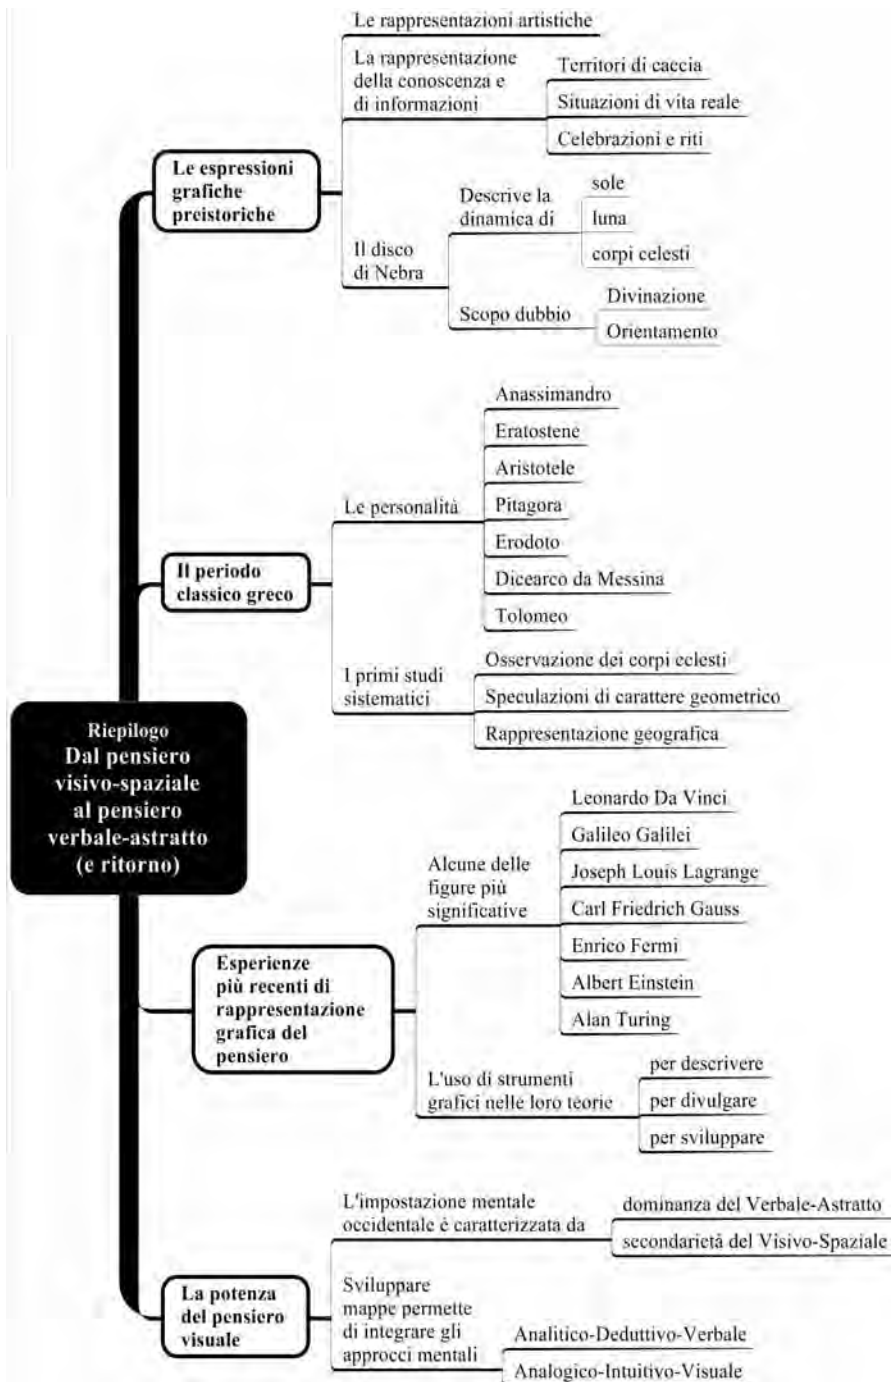 Riepilogo
Dal pensiero
visivo-spaziale
al pensiero
verbale-astratto
(e ritorno)
Le espressioni
grafiche
preistoriche
Le rappresentazioni artistiche
La rappresentazione
della conoscenza e
di informazioni
Territori di caccia
Situazioni di vita reale
Celebrazioni e riti
Il disco
di Nebra
Descrive la
dinamica di
sole
luna
corpi celesti
Scopo dubbio
Divinazione
Orientamento
Il periodo
classico greco
Le personalità
Anassimandro
Eratostene
Aristotele
Pitagora
Erodoto
Dicearco da Messina
Tolomeo
I primi studi
sistematici
Osservazione dei corpi celesti
Speculazioni di carattere geometrico
Rappresentazione geografica
Esperienze
più recenti di
rappresentazione
grafica del
pensiero
Alcune delle
figure più
significative
Leonardo Da Vinci
Galileo Galilei
Joseph Louis Lagrange
Carl Friedrich Gauss
Enrico Fermi
Albert Einstein
Alan Turing
L'uso di strumenti
grafici nelle loro teorie
per descrivere
per divulgare
per sviluppare
La potenza
del pensiero
visuale
L'impostazione mentale
occidentale è caratterizzata da
dominanza del Verbale-Astratto
secondarietà del Visivo-Spaziale
Sviluppare
mappe permette
di integrare gli
approcci mentali
Analitico-Deduttivo-Verbale
Analogico-Intuitivo-Visuale